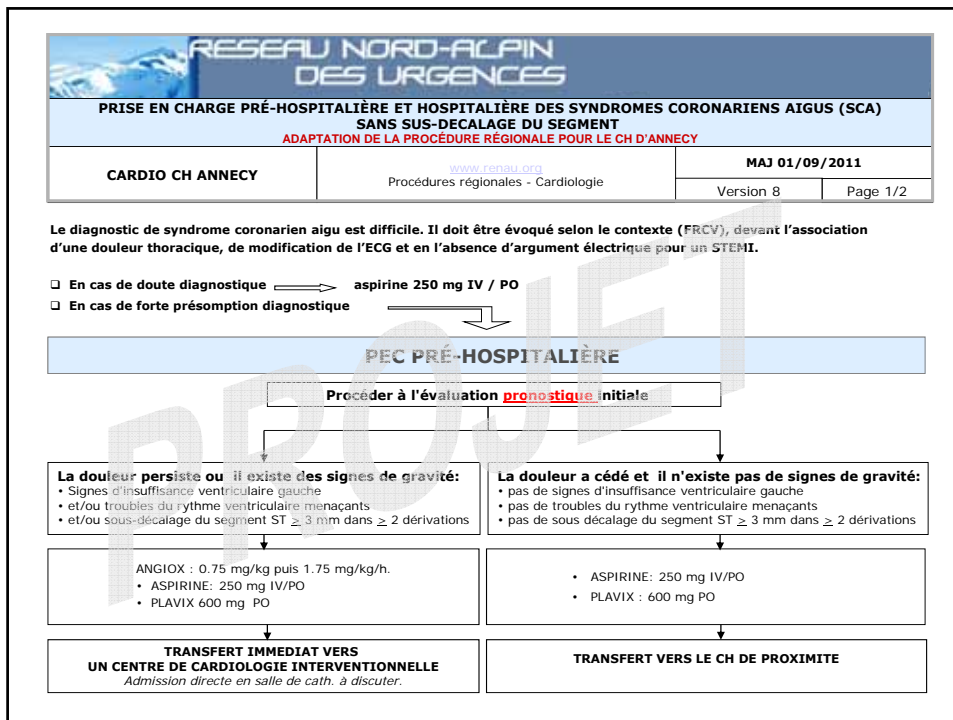 RESEAU NORD-ALPIN
DES URGENCES
PRISE EN CHARGE PRÉ-HOSPITALIÈRE ET HOSPITALIÈRE DES SYNDROMES CORONARIENS AIGUS (SCA)
SANS SUS-DECALAGE DU SEGMENT
ADAPTATION DE LA PROCÉDURE RÉGIONALE POUR LE CH D'ANNECY
CARDIO CH ANNECY
www.renau.org
Procédures régionales - Cardiologie
MAJ 01/09/2011
Version 8
Page 1/2
Le diagnostic de syndrome coronarien aigu est difficile. Il doit être évoqué selon le contexte (FRCV), devant l'association
d'une douleur thoracique, de modification de l'ECG et en l'absence d'argument électrique pour un STEMI.
❑ En cas de doute diagnostique aspirine 250 mg IV / PO
❑ En cas de forte présomption diagnostique
PROJET
PEC PRÉ-HOSPITALIÈRE
Procéder à l'évaluation pronostique initiale
La douleur persiste ou il existe des signes de gravité:
• Signes d'insuffisance ventriculaire gauche
• et/ou troubles du rythme ventriculaire menaçants
• et/ou sous-décalage du segment ST ≥ 3 mm dans ≥ 2 dérivations
La douleur a cédé et il n'existe pas de signes de gravité:
• pas de signes d'insuffisance ventriculaire gauche
• pas de troubles du rythme ventriculaire menaçants
• pas de sous décalage du segment ST ≥ 3 mm dans ≥ 2 dérivations
ANGIOX : 0.75 mg/kg puis 1.75 mg/kg/h.
• ASPIRINE: 250 mg IV/PO
• PLAVIX 600 mg PO
• ASPIRINE: 250 mg IV/PO
• PLAVIX : 600 mg PO
TRANSFERT IMMEDIAT VERS
UN CENTRE DE CARDIOLOGIE INTERVENTIONNELLE
Admission directe en salle de cath. à discuter.
TRANSFERT VERS LE CH DE PROXIMITE